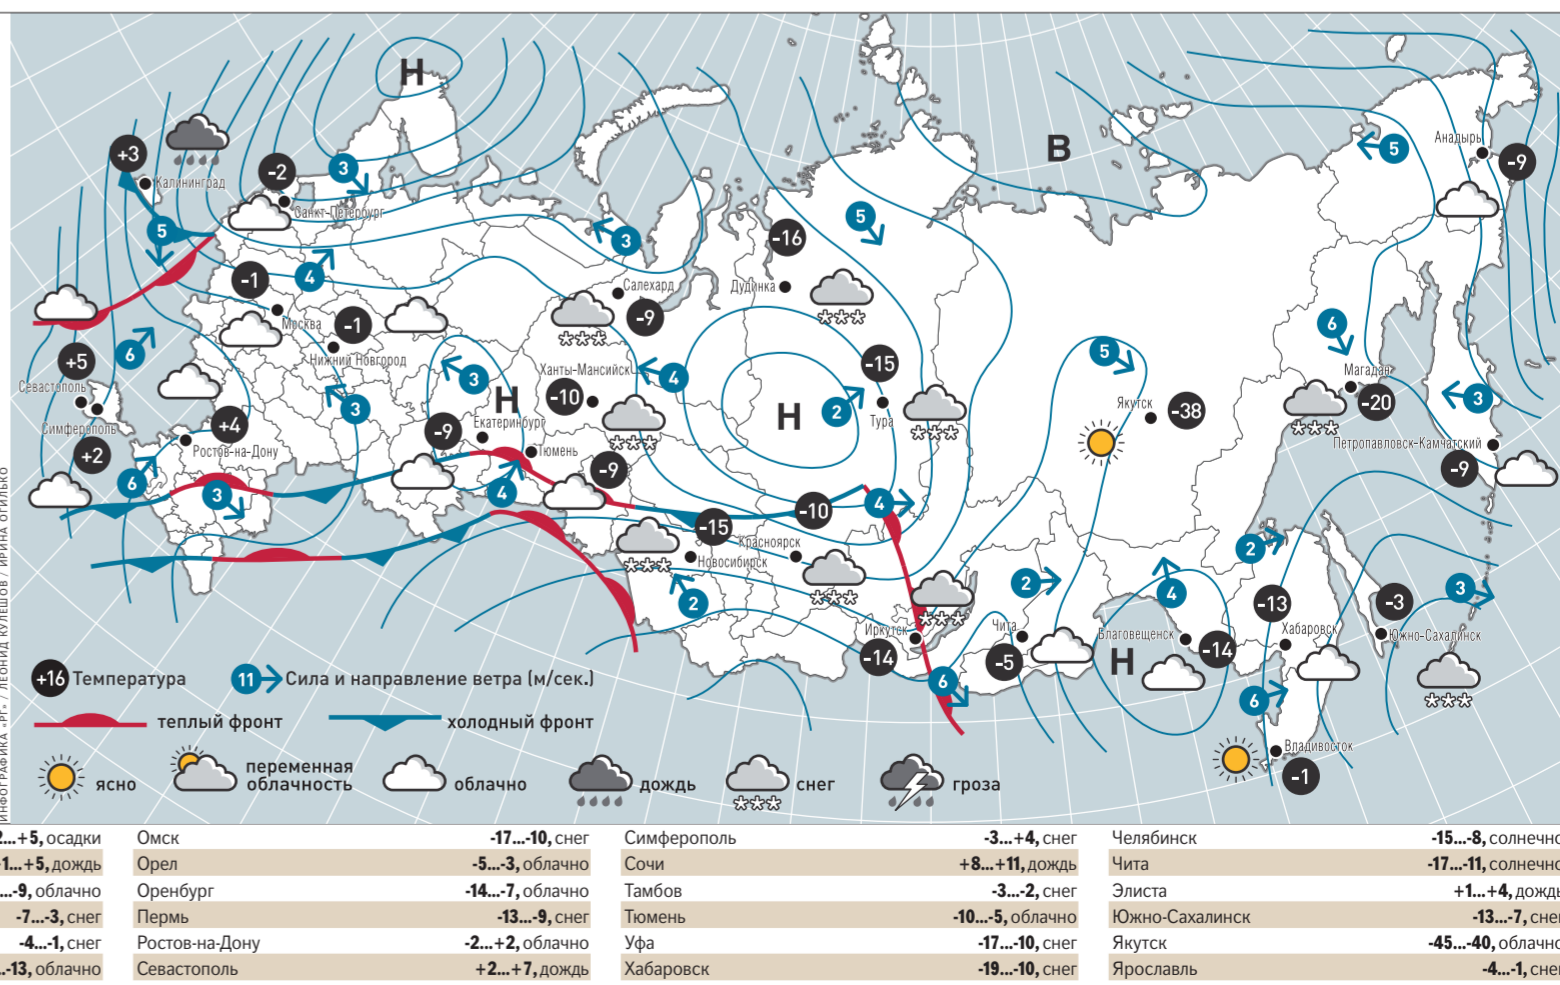 Н
В
+3
Калининград
-2
3
Санкт-Петербург
5
Анадырь
-9
5
3
5
-16
4
-1
Москва
-1
Нижний Новгород
Салехард
-9
Дудинка
6
+5
Севастополь
Симферополь
+2
3
3
Н
Ханты-Мансийск
-10
4
-15
2
Тура
Н
5
Якутск
-38
6
Магадан
-20
3
Петропавловск-Камчатский
-9
+4
Ростов-на-Дону
-9
Екатеринбург
Тюмень
-9
6
3
4
-15
Новосибирск
-10
Красноярск
4
2
2
2
4
3
-13
Хабаровск
-3
Южно-Сахалинск
Иркутск
-14
Чита
-5
Благовещенск
-14
Н
6
6
Владивосток
-1
+16 Температура
11 Сила и направление ветра (м/сек.)
теплый фронт
холодный фронт
ясно
переменная
облачность
облачно
дождь
снег
гроза
ИНФОГРАФИКА «РГ» / ЛЕОНИД КУЛЕШОВ / ИРИНА ОГИЛЬКО
2...+5, осадки
1...+5, дождь
...-9, облачно
-7...-3, снег
-4...-1, снег
..-13, облачно
Омск -17...-10, снег
Орел -5...-3, облачно
Оренбург -14...-7, облачно
Пермь -13...-9, снег
Ростов-на-Дону -2...+2, облачно
Севастополь +2...+7, дождь
Симферополь -3...+4, снег
Сочи +8...+11, дождь
Тамбов -3...-2, снег
Тюмень -10...-5, облачно
Уфа -17...-10, снег
Хабаровск -19...-10, снег
Челябинск -15...-8, солнечно
Чита -17...-11, солнечно
Элиста +1...+4, дождь
Южно-Сахалинск -13...-7, снег
Якутск -45...-40, облачно
Ярославль -4...-1, снег